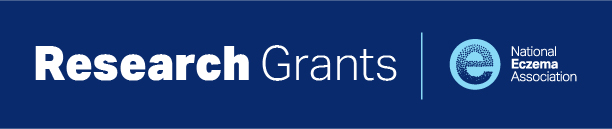 Research Grants
National
Eczema
Association